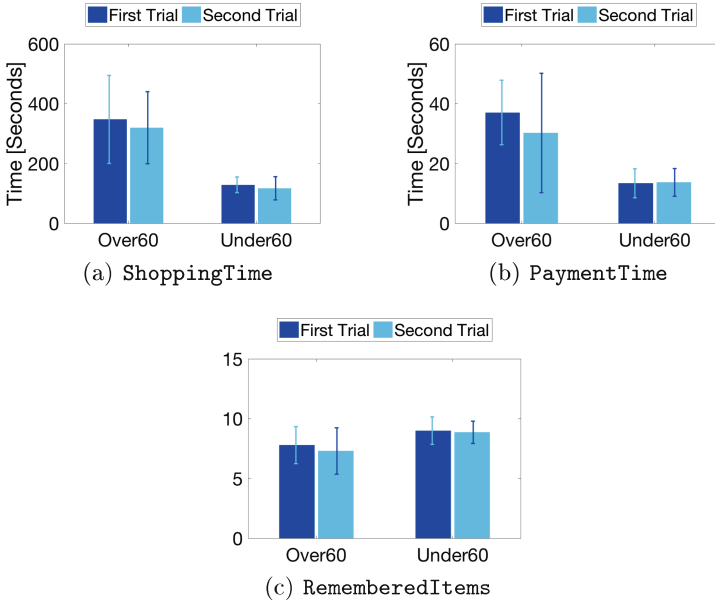 First Trial Second Trial
600
400
200
0
Time [Seconds]
Over60 Under60
(a) ShoppingTime
First Trial Second Trial
60
40
20
0
Time [Seconds]
Over60 Under60
(b) PaymentTime
First Trial Second Trial
15
10
5
0
Over60 Under60
(c) RememberedItems